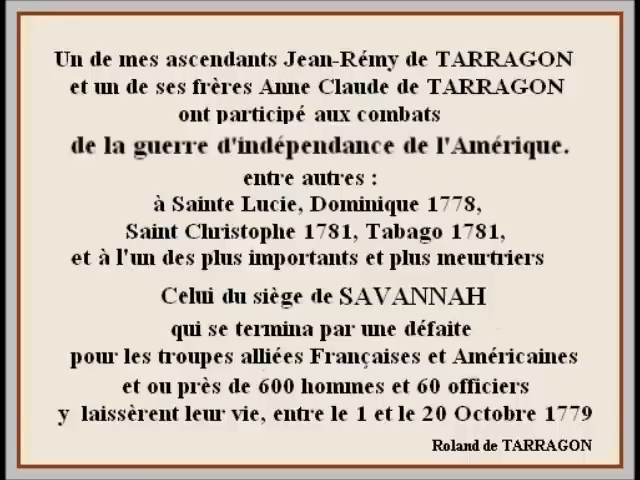 Un de mes ascendants Jean-Rémy de TARRAGON
et un de ses frères Anne Claude de TARRAGON
ont participé aux combats
de la guerre d'indépendance de l'Amérique.
entre autres :
à Sainte Lucie, Dominique 1778,
Saint Christophe 1781, Tabago 1781,
et à l'un des plus importants et plus meurtriers
Celui du siège de SAVANNAH
qui se termina par une défaite
pour les troupes alliées Françaises et Américaines
et ou près de 600 hommes et 60 officiers
y laissèrent leur vie, entre le 1 et le 20 Octobre 1779
Roland de TARRAGON